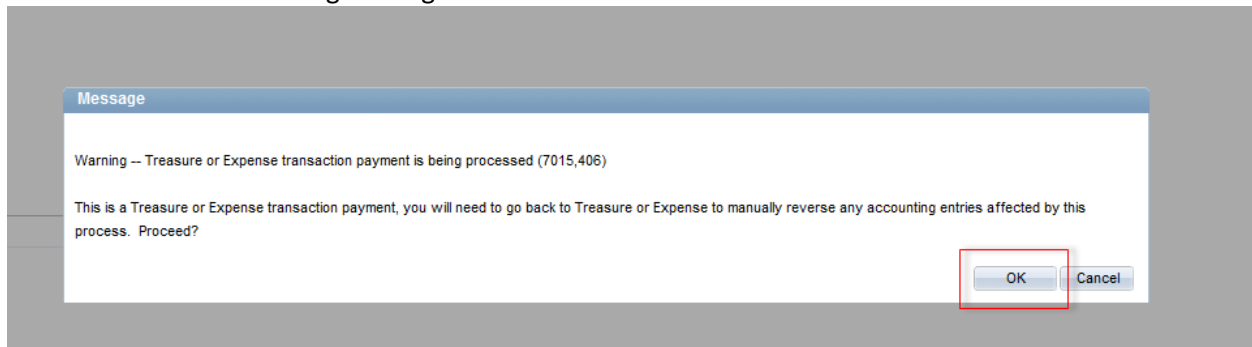 Message
Warning -- Treasure or Expense transaction payment is being processed (7015,406)
This is a Treasure or Expense transaction payment, you will need to go back to Treasure or Expense to manually reverse any accounting entries affected by this
process.  Proceed?
OK Cancel